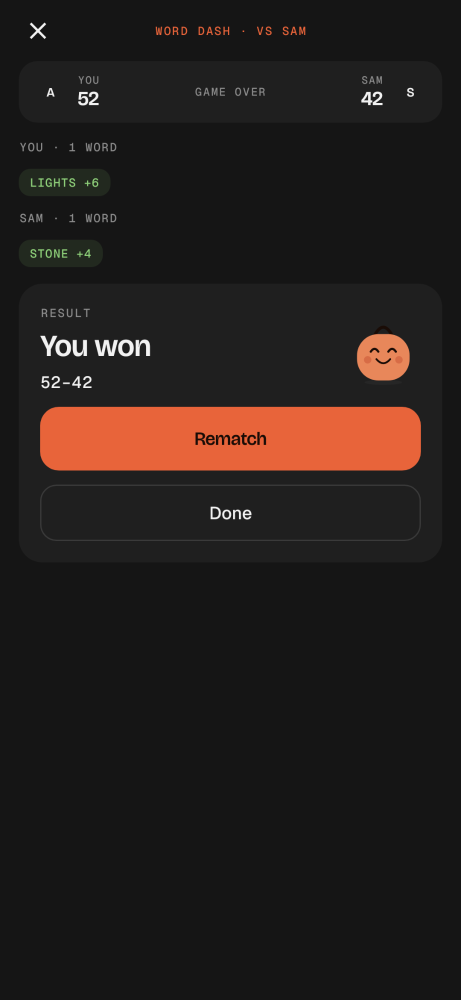 WORD DASH · VS SAM
A
YOU
52
GAME OVER
SAM
42
S
YOU · 1 WORD
LIGHTS +6
SAM · 1 WORD
STONE +4
RESULT
You won
52–42
Rematch
Done